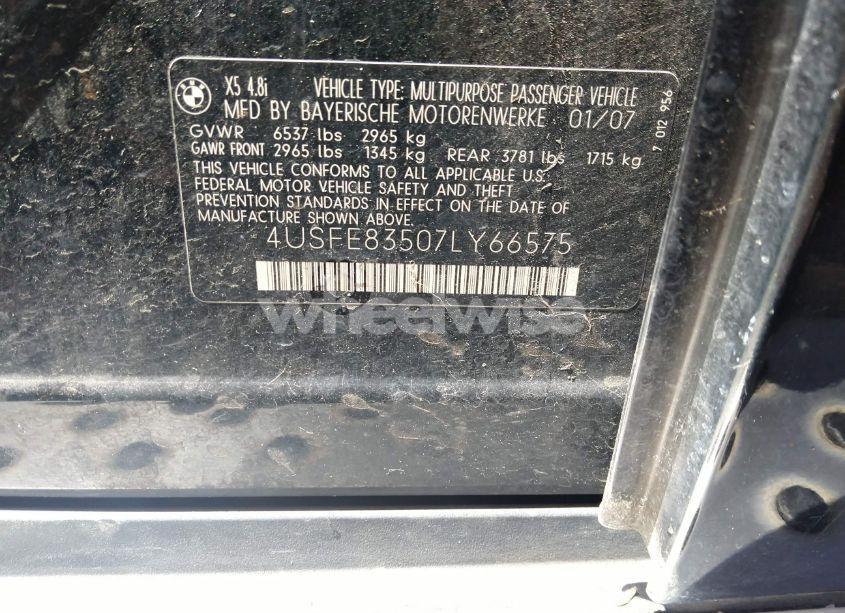 BMW
X5 4.8i VEHICLE TYPE: MULTIPURPOSE PASSENGER VEHICLE
MFD BY BAYERISCHE MOTORENWERKE 01/07
GVWR 6537 lbs 2965 kg
GAWR FRONT 2965 lbs 1345 kg REAR 3781 lbs 1715 kg
THIS VEHICLE CONFORMS TO ALL APPLICABLE U.S.
FEDERAL MOTOR VEHICLE SAFETY AND THEFT
PREVENTION STANDARDS IN EFFECT ON THE DATE OF
MANUFACTURE SHOWN ABOVE
4USFE83507LY66575
7 012 956
wheelwise